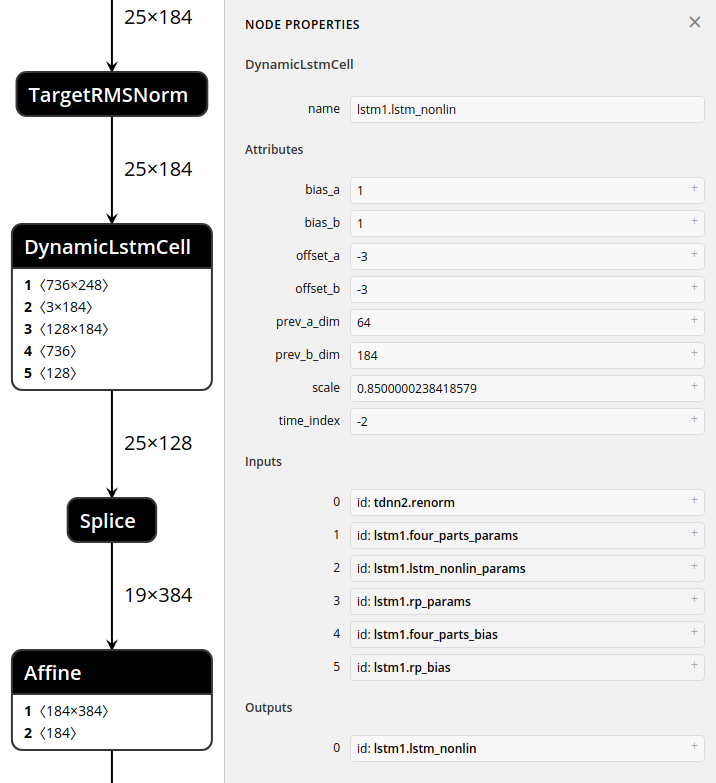 25×184
TargetRMSNorm
25×184
DynamicLstmCell
1 〈736×248〉
2 〈3×184〉
3 〈128×184〉
4 〈736〉
5 〈128〉
25×128
Splice
19×384
Affine
1 〈184×384〉
2 〈184〉
NODE PROPERTIES ×
DynamicLstmCell
name lstm1.lstm_nonlin
Attributes
bias_a 1 +
bias_b 1 +
offset_a -3 +
offset_b -3 +
prev_a_dim 64 +
prev_b_dim 184 +
scale 0.8500000238418579 +
time_index -2 +
Inputs
0 id: tdnn2.renorm +
1 id: lstm1.four_parts_params +
2 id: lstm1.lstm_nonlin_params +
3 id: lstm1.rp_params +
4 id: lstm1.four_parts_bias +
5 id: lstm1.rp_bias +
Outputs
0 id: lstm1.lstm_nonlin +